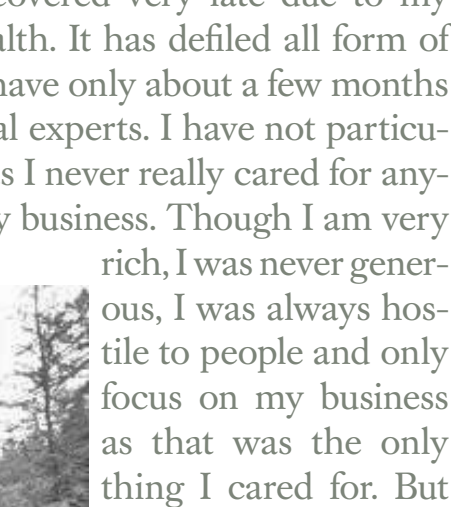 covered very late due to my
alth. It has defiled all form of
have only about a few months
al experts. I have not particu-
s I never really cared for any-
y business. Though I am very
rich, I was never gener-
ous, I was always hos-
tile to people and only
focus on my business
as that was the only
thing I cared for. But